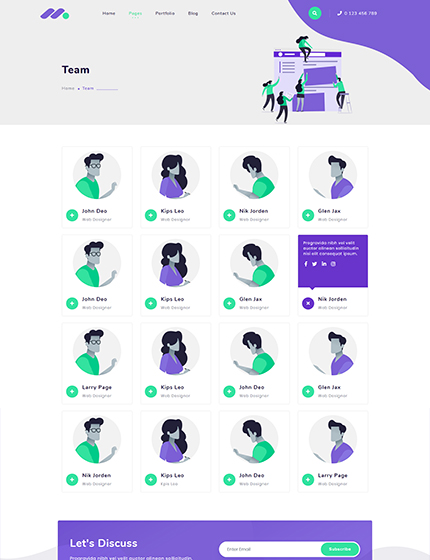 Home Pages Portfolio Blog Contact Us 0 123 456 789
Team
Home Team
John Deo Kips Leo Nik Jorden Glen Jax
Web Designer Web Designer Web Designer Web Designer
Progravida nibh vel velit
auctor alinean sollicitudin
nisi elit consequat ipsum.
John Deo Kips Leo Glen Jax Nik Jorden
Web Designer Web Designer Web Designer Web Designer
Larry Page Kips Leo John Deo Glen Jax
Web Designer Web Designer Web Designer Web Designer
Nik Jorden Kips Leo John Deo Larry Page
Web Designer Kips Leo Web Designer Web Designer
Let's Discuss
Enter Email Subscribe
Progravida nibh vel velit auctor alinean sollicitudin,